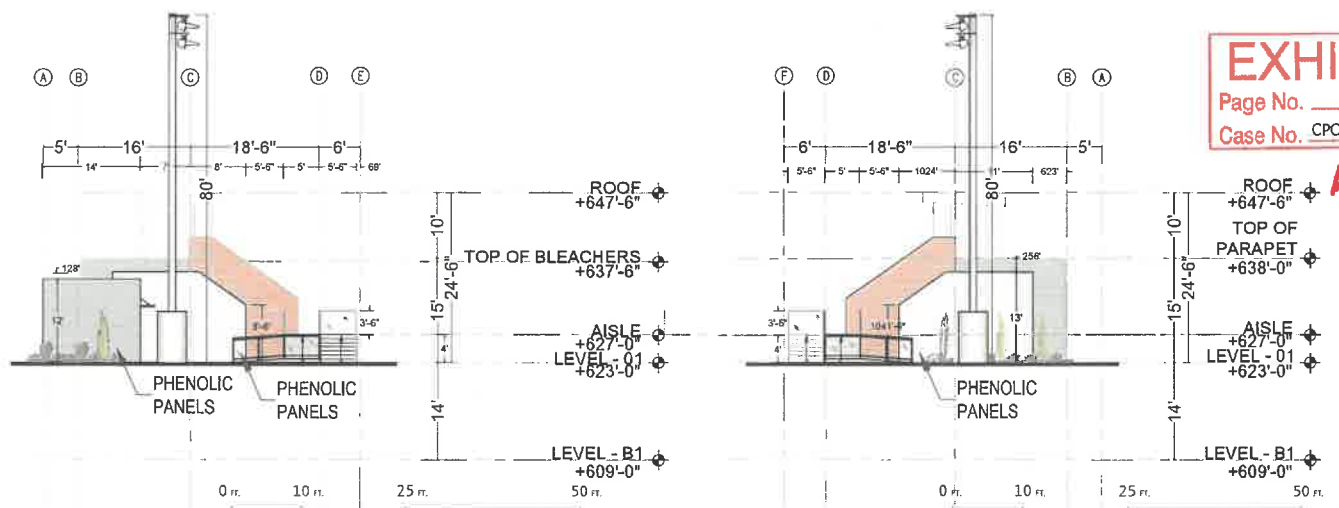 A B C D E
5' 16' 18'-6" 6'
14' 8' 5'-6" 5' 5'-6" 68'
80'
ROOF
+647'-6"
10'
24'-6"
TOP OF BLEACHERS
+637'-6"
128'
12'
15'
3'-6"
AISLE
+627'-0"
4'
LEVEL - 01
+623'-0"
PHENOLIC
PANELS
PHENOLIC
PANELS
14'
LEVEL - B1
+609'-0"
0 FT. 10 FT. 25 FT. 50 FT.
F D C B A
6' 18'-6" 16' 5'
5'-6" 5' 5'-6" 1024' 623'
80'
ROOF
+647'-6"
10'
24'-6"
TOP OF
PARAPET
+638'-0"
256'
13'
15'
3'-6"
AISLE
+627'-0"
4'
LEVEL - 01
+623'-0"
PHENOLIC
PANELS
14'
LEVEL - B1
+609'-0"
0 FT. 10 FT. 25 FT. 50 FT.
EXHI
Page No.
Case No. CPC